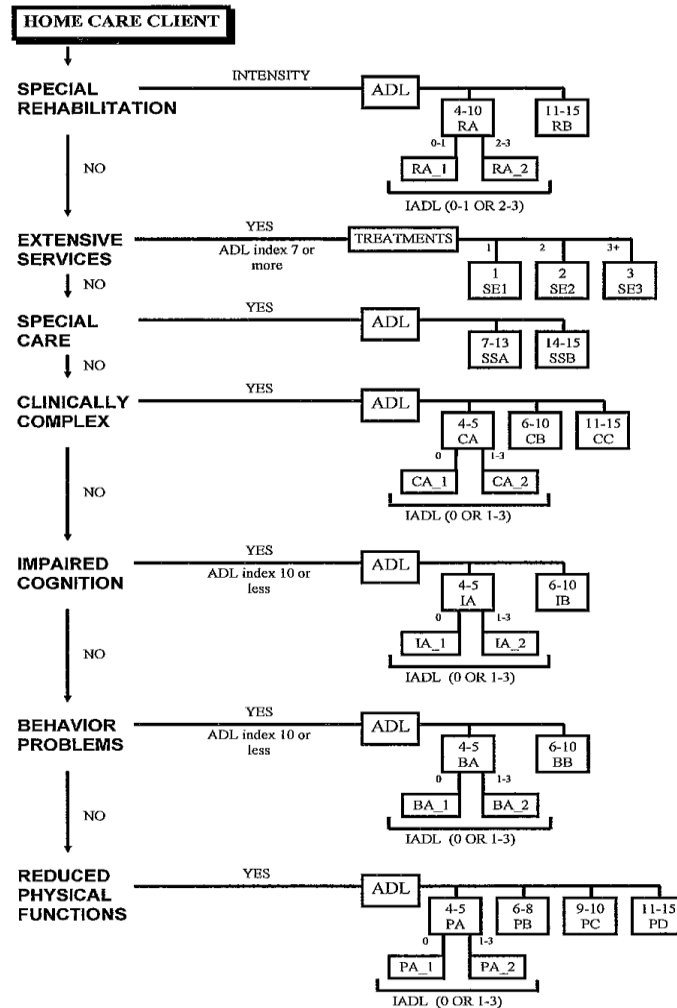 HOME CARE CLIENT
SPECIAL
REHABILITATION
INTENSITY
ADL
4-10
RA
11-15
RB
0-1
2-3
RA_1
RA_2
IADL (0-1 OR 2-3)
NO
EXTENSIVE
SERVICES
YES
ADL index 7 or
more
TREATMENTS
1
2
3+
1
SE1
2
SE2
3
SE3
NO
SPECIAL
CARE
YES
ADL
7-13
SSA
14-15
SSB
NO
CLINICALLY
COMPLEX
YES
ADL
4-5
CA
6-10
CB
11-15
CC
0
1-3
CA_1
CA_2
IADL (0 OR 1-3)
NO
IMPAIRED
COGNITION
YES
ADL index 10 or
less
ADL
4-5
IA
6-10
IB
0
1-3
IA_1
IA_2
IADL (0 OR 1-3)
NO
BEHAVIOR
PROBLEMS
YES
ADL index 10 or
less
ADL
4-5
BA
6-10
BB
0
1-3
BA_1
BA_2
IADL (0 OR 1-3)
NO
REDUCED
PHYSICAL
FUNCTIONS
YES
ADL
4-5
PA
6-8
PB
9-10
PC
11-15
PD
0
1-3
PA_1
PA_2
IADL (0 OR 1-3)